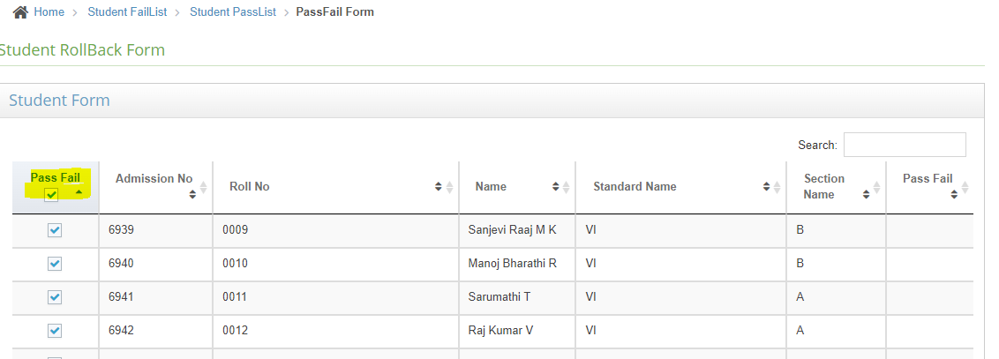 Home > Student FailList > Student PassList > PassFail Form
Student RollBack Form
Student Form
Search:
Pass Fail Admission No Roll No Name Standard Name Section Name Pass Fail
6939 0009 Sanjevi Raaj M K VI B
6940 0010 Manoj Bharathi R VI B
6941 0011 Sarumathi T VI A
6942 0012 Raj Kumar V VI A